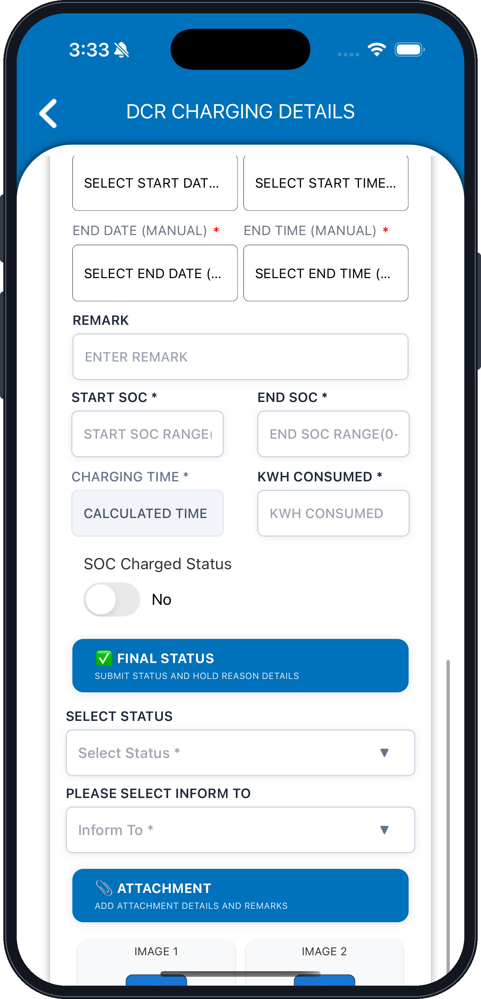 3:33
DCR CHARGING DETAILS
SELECT START DAT... SELECT START TIME...
END DATE (MANUAL) * END TIME (MANUAL) *
SELECT END DATE (... SELECT END TIME (...
REMARK
ENTER REMARK
START SOC * END SOC *
START SOC RANGE( END SOC RANGE(0-
CHARGING TIME * KWH CONSUMED *
CALCULATED TIME KWH CONSUMED
SOC Charged Status
No
✅ FINAL STATUS
SUBMIT STATUS AND HOLD REASON DETAILS
SELECT STATUS
Select Status *
PLEASE SELECT INFORM TO
Inform To *
📎 ATTACHMENT
ADD ATTACHMENT DETAILS AND REMARKS
IMAGE 1 IMAGE 2